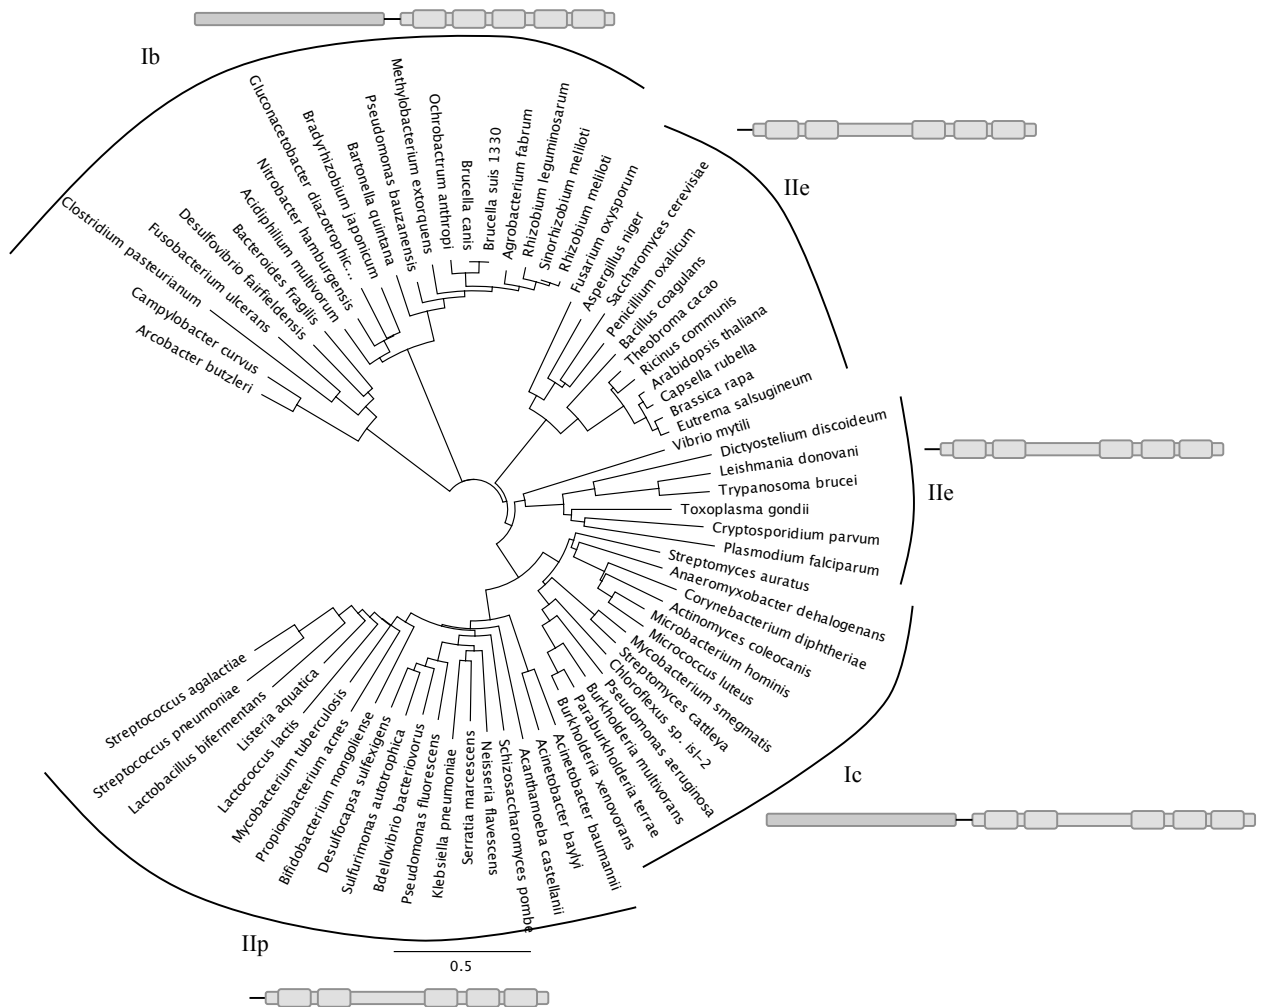 Ib
IIe
IIe
Ic
IIp
Arcobacter butzleri
Campylobacter curvus
Clostridium pasteurianum
Fusobacterium ulcerans
Desulfovibrio fairfieldensis
Bacteroides fragilis
Acidiphilium multivorum
Nitrobacter hamburgensis
Gluconacetobacter diazotrophic...
Bradyrhizobium japonicum
Bartonella quintana
Pseudomonas bauzanensis
Methylobacterium extorquens
Ochrobactrum anthropi
Brucella canis
Brucella suis 1330
Agrobacterium fabrum
Rhizobium leguminosarum
Sinorhizobium meliloti
Rhizobium meliloti
Fusarium oxysporum
Aspergillus niger
Saccharomyces cerevisiae
Penicillium oxalicum
Bacillus coagulans
Theobroma cacao
Ricinus communis
Arabidopsis thaliana
Capsella rubella
Brassica rapa
Eutrema salsugineum
Vibrio mytili
Dictyostelium discoideum
Leishmania donovani
Trypanosoma brucei
Toxoplasma gondii
Cryptosporidium parvum
Plasmodium falciparum
Streptomyces auratus
Anaeromyxobacter dehalogenans
Corynebacterium diphtheriae
Actinomyces coleocanis
Microbacterium hominis
Micrococcus luteus
Mycobacterium smegmatis
Streptomyces cattleya
Chloroflexus sp. isl-2
Pseudomonas aeruginosa
Burkholderia multivorans
Paraburkholderia terrae
Burkholderia xenovorans
Acinetobacter baumannii
Acinetobacter baylyi
Acanthamoeba castellanii
Schizosaccharomyces pombe
Neisseria flavescens
Serratia marcescens
Klebsiella pneumoniae
Pseudomonas fluorescens
Bdellovibrio bacteriovorus
Sulfurimonas autotrophica
Desulfocapsa sulfexigens
Bifidobacterium mongoliense
Propionibacterium acnes
Mycobacterium tuberculosis
Lactococcus lactis
Listeria aquatica
Lactobacillus bifermentans
Streptococcus pneumoniae
Streptococcus agalactiae
0.5